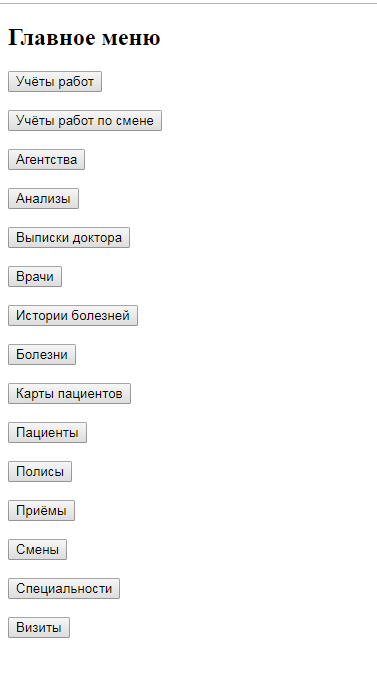 Главное меню
Учёты работ
Учёты работ по смене
Агентства
Анализы
Выписки доктора
Врачи
Истории болезней
Болезни
Карты пациентов
Пациенты
Полисы
Приёмы
Смены
Специальности
Визиты